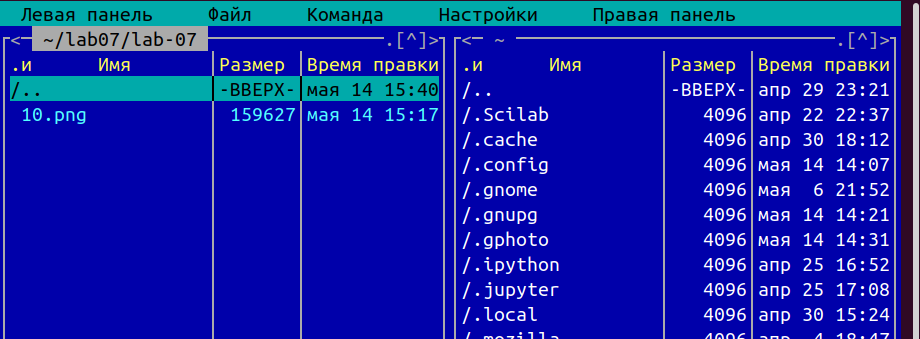 Левая панель Файл Команда Настройки Правая панель
< ~/lab07/lab-07 .[^]> < ~ .[^]>
.и Имя Размер Время правки .и Имя Размер Время правки
/.. -ВВЕРХ- мая 14 15:40 /.. -ВВЕРХ- апр 29 23:21
10.png 159627 мая 14 15:17 /.Scilab 4096 апр 22 22:37
/.cache 4096 апр 30 18:12
/.config 4096 мая 14 14:07
/.gnome 4096 мая 6 21:52
/.gnupg 4096 мая 14 14:21
/.gphoto 4096 мая 14 14:31
/.ipython 4096 апр 25 16:52
/.jupyter 4096 апр 25 17:08
/.local 4096 апр 30 15:24
/.mozilla 4096 апр 4 18:47